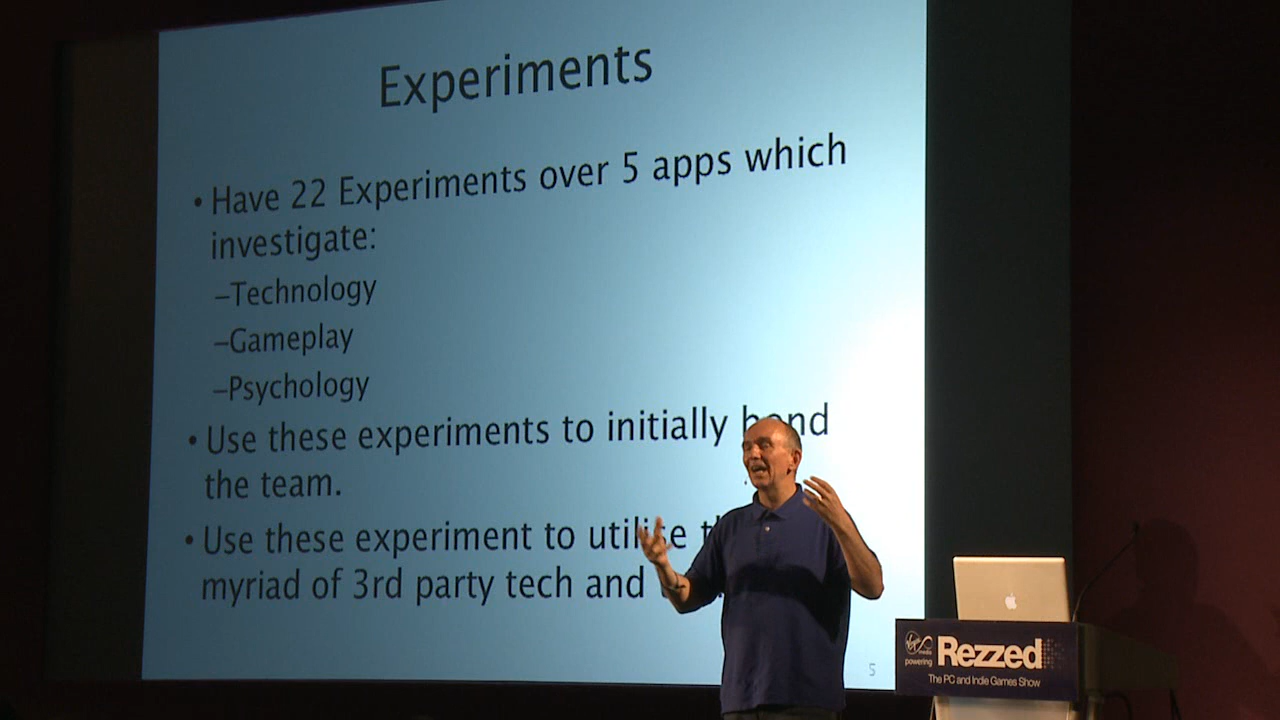 Experiments
• Have 22 Experiments over 5 apps which
investigate:
–Technology
–Gameplay
–Psychology
• Use these experiments to initially bond
the team.
• Use these experiment to utilise
myriad of 3rd party tech and
5
Virgin media
powering
Rezzed
The PC and Indie Games Show